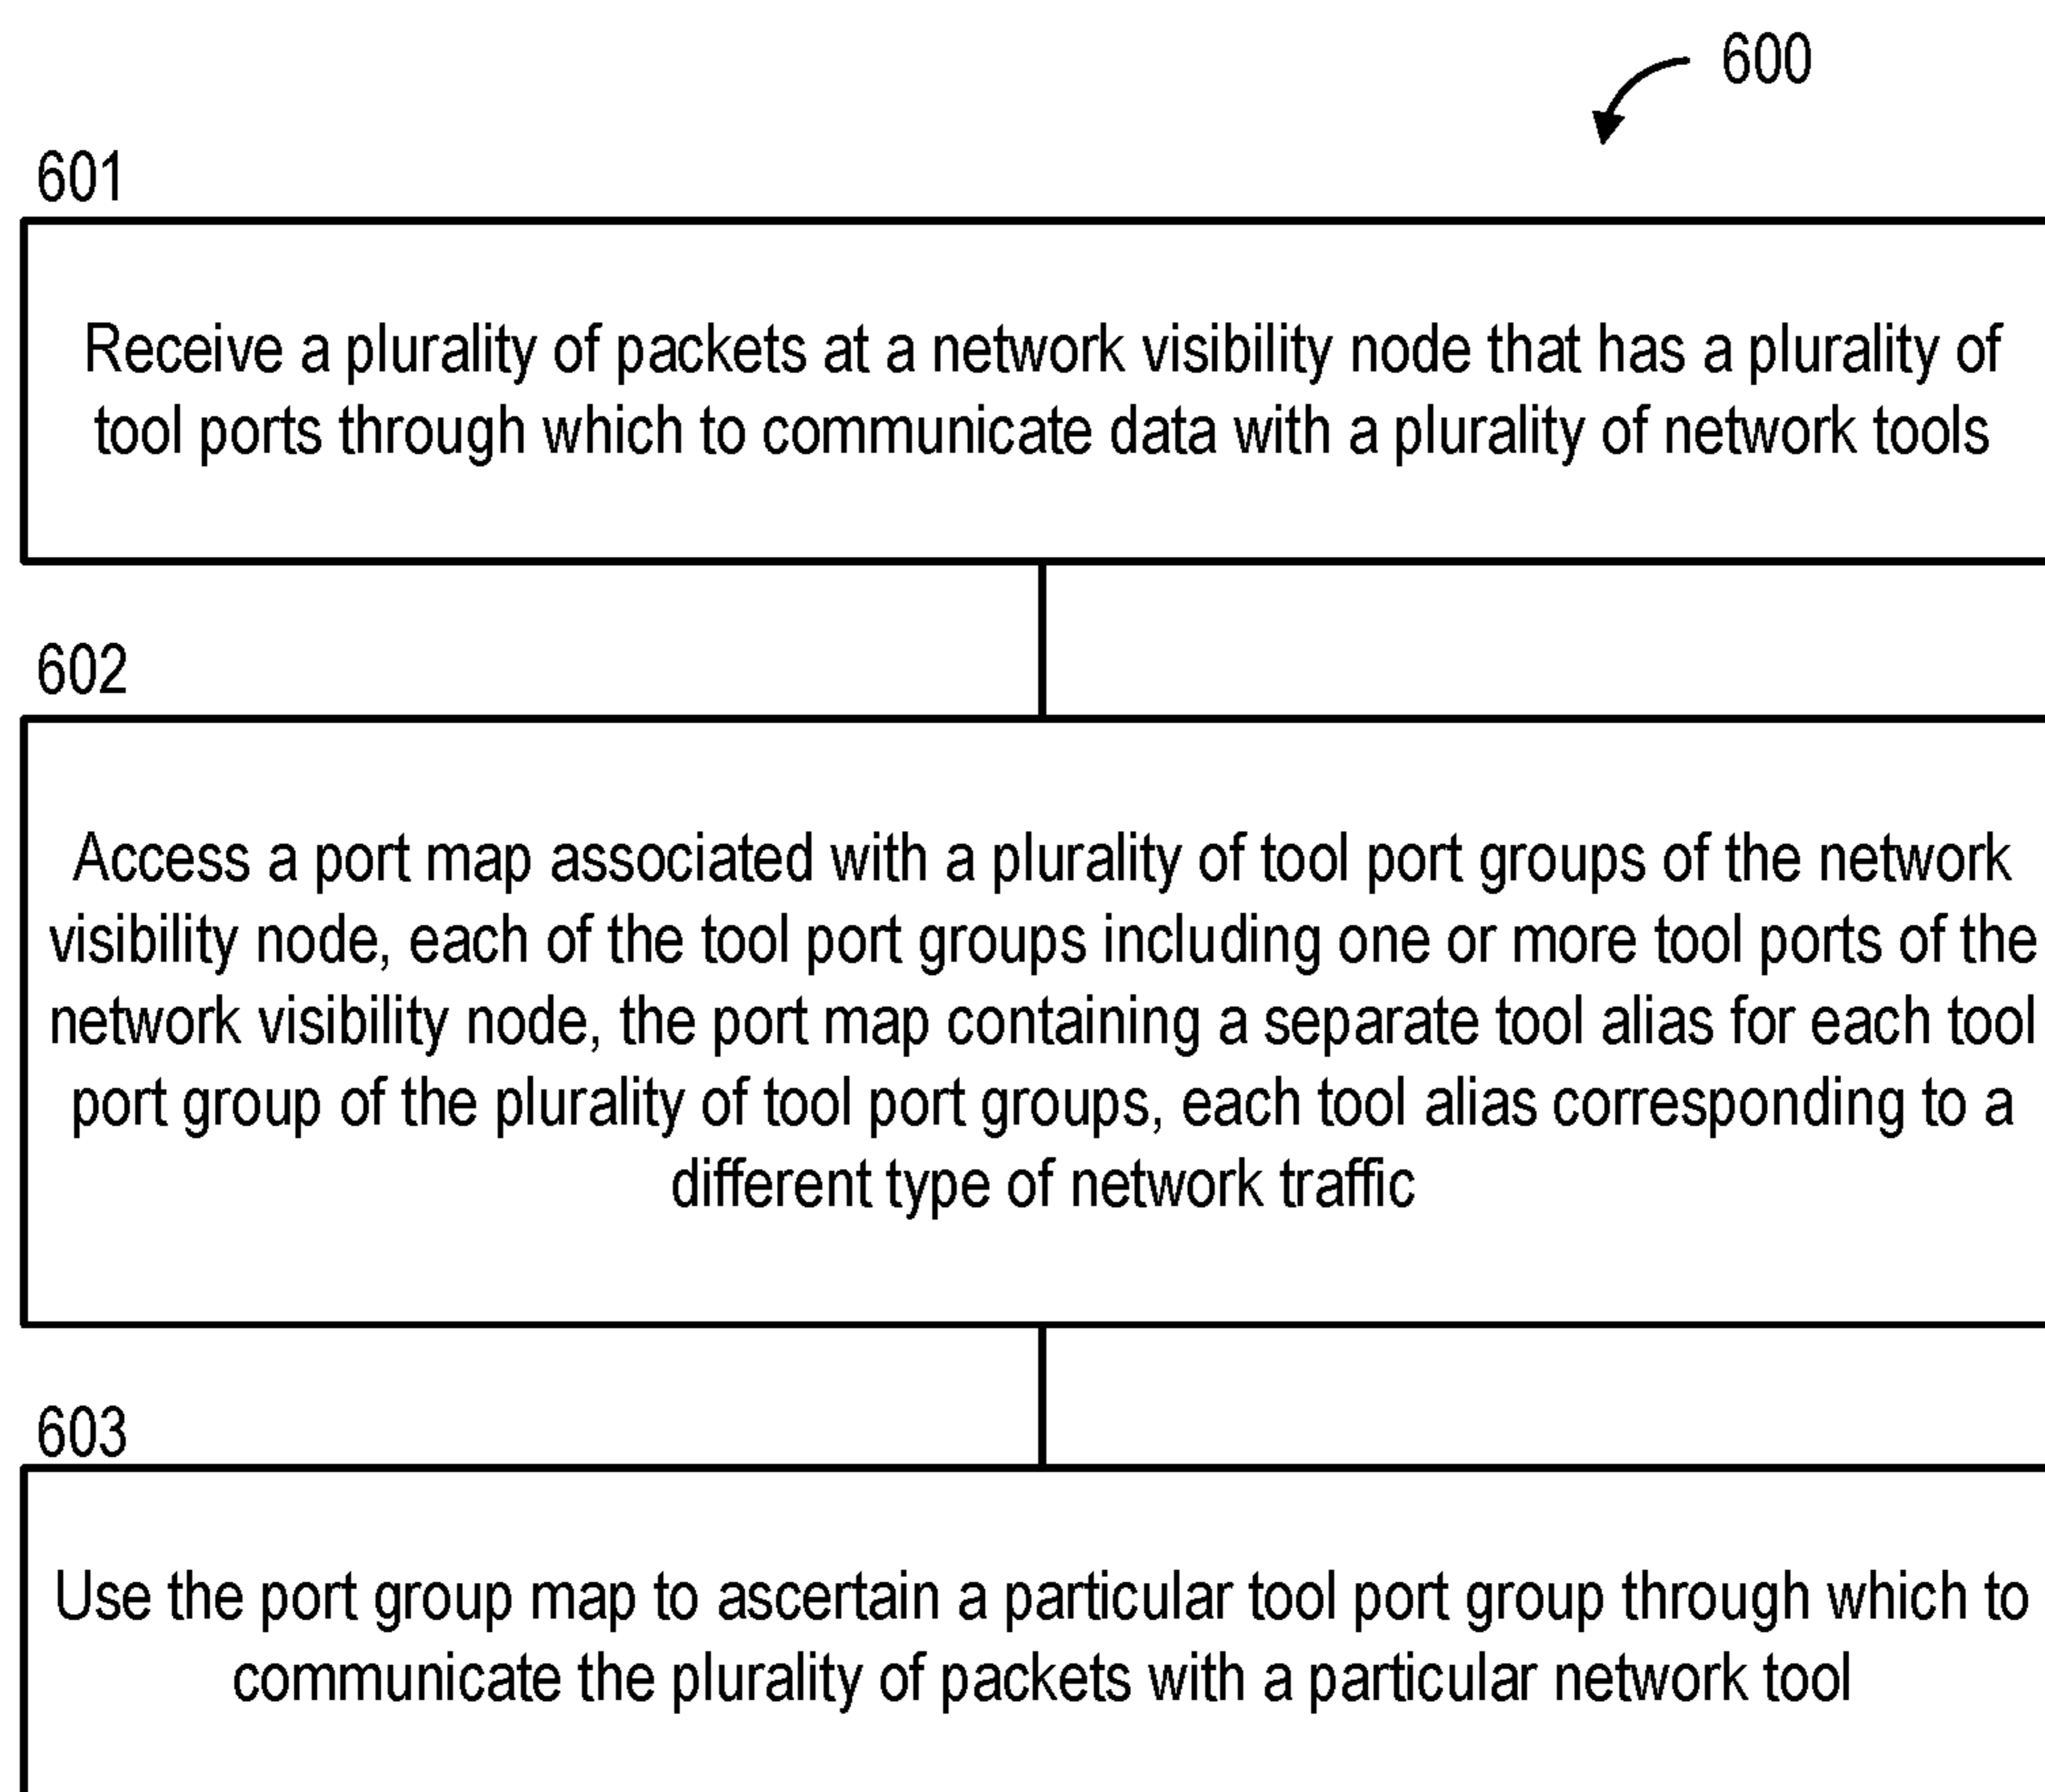 600
601
Receive a plurality of packets at a network visibility node that has a plurality of
tool ports through which to communicate data with a plurality of network tools
602
Access a port map associated with a plurality of tool port groups of the network
visibility node, each of the tool port groups including one or more tool ports of the
network visibility node, the port map containing a separate tool alias for each tool
port group of the plurality of tool port groups, each tool alias corresponding to a
different type of network traffic
603
Use the port group map to ascertain a particular tool port group through which to
communicate the plurality of packets with a particular network tool